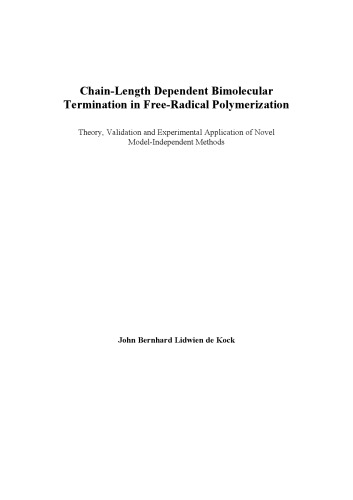 Chain-Length Dependent Bimolecular
Termination in Free-Radical Polymerization
Theory, Validation and Experimental Application of Novel
Model-Independent Methods
John Bernhard Lidwien de Kock